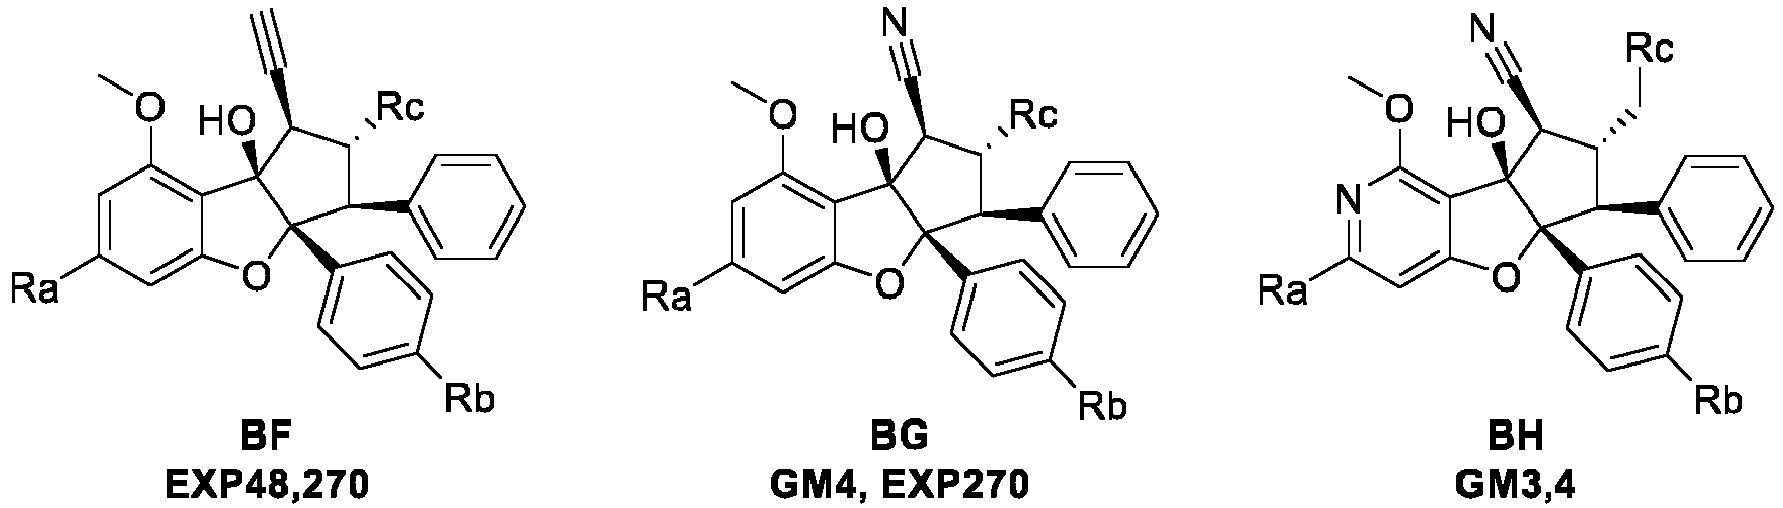 N
N
Rc
O
HO
Rc
O
HO
Rc
O
HO
N
Ra
O
Ra
O
Ra
O
Rb
Rb
Rb
BF
BG
BH
EXP48,270
GM4, EXP270
GM3,4